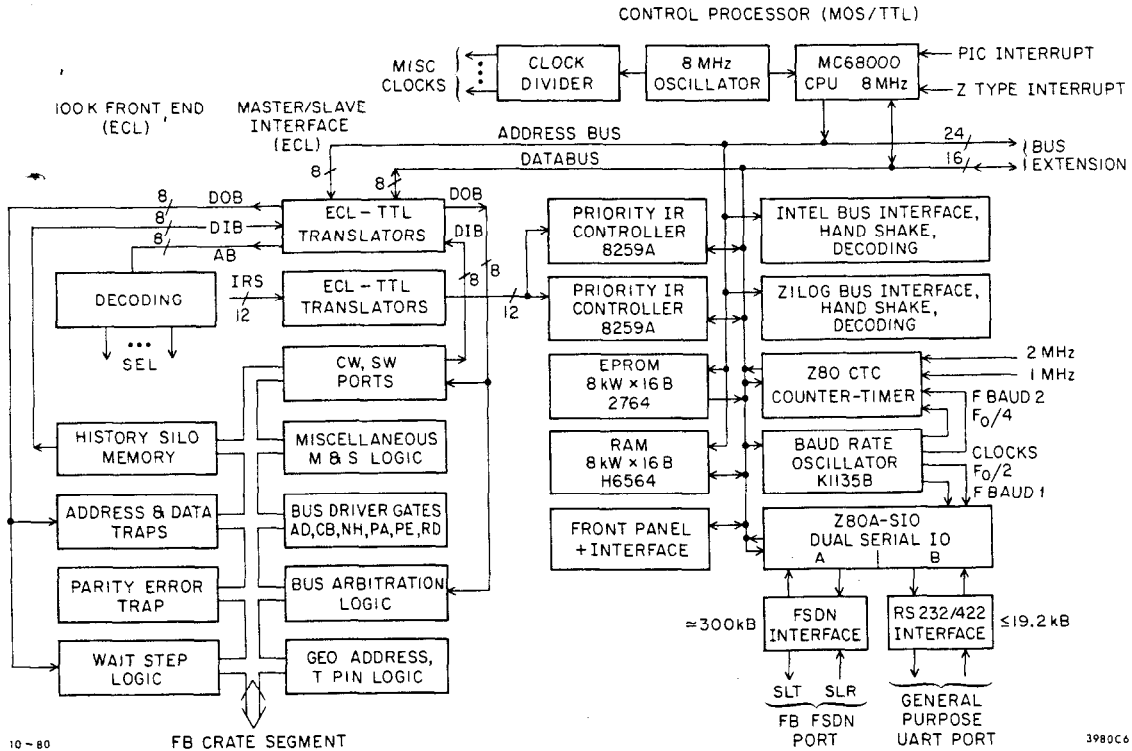 CONTROL PROCESSOR (MOS/TTL)
MISC
CLOCKS
CLOCK
DIVIDER
8 MHz
OSCILLATOR
MC68000
CPU 8MHz
PIC INTERRUPT
Z TYPE INTERRUPT
100K FRONT END
(ECL)
MASTER/SLAVE
INTERFACE
(ECL)
ADDRESS BUS
24
DATABUS
16
BUS
EXTENSION
8
8
8
DOB
8
DIB
8
AB
ECL-TTL
TRANSLATORS
DOB
DIB
8
8
PRIORITY IR
CONTROLLER
8259A
INTEL BUS INTERFACE,
HAND SHAKE,
DECODING
DECODING
IRS
12
ECL-TTL
TRANSLATORS
12
PRIORITY IR
CONTROLLER
8259A
ZILOG BUS INTERFACE,
HAND SHAKE,
DECODING
SEL
CW, SW
PORTS
EPROM
8 kW × 16 B
2764
Z80 CTC
COUNTER-TIMER
2 MHz
1 MHz
F BAUD 2
F0/4
HISTORY SILO
MEMORY
MISCELLANEOUS
M & S LOGIC
RAM
8 kW × 16 B
H6564
BAUD RATE
OSCILLATOR
K1135B
CLOCKS
F0/2
F BAUD 1
ADDRESS & DATA
TRAPS
BUS DRIVER GATES
AD,CB,NH,PA,PE,RD
FRONT PANEL
+INTERFACE
Z80A-SIO
DUAL SERIAL IO
A B
PARITY ERROR
TRAP
BUS ARBITRATION
LOGIC
≃300kB
FSDN
INTERFACE
RS 232/422
INTERFACE
≤19.2 kB
WAIT STEP
LOGIC
GEO ADDRESS,
T PIN LOGIC
SLT SLR
FB FSDN
PORT
GENERAL
PURPOSE
UART PORT
10-80
FB CRATE SEGMENT
3980C6